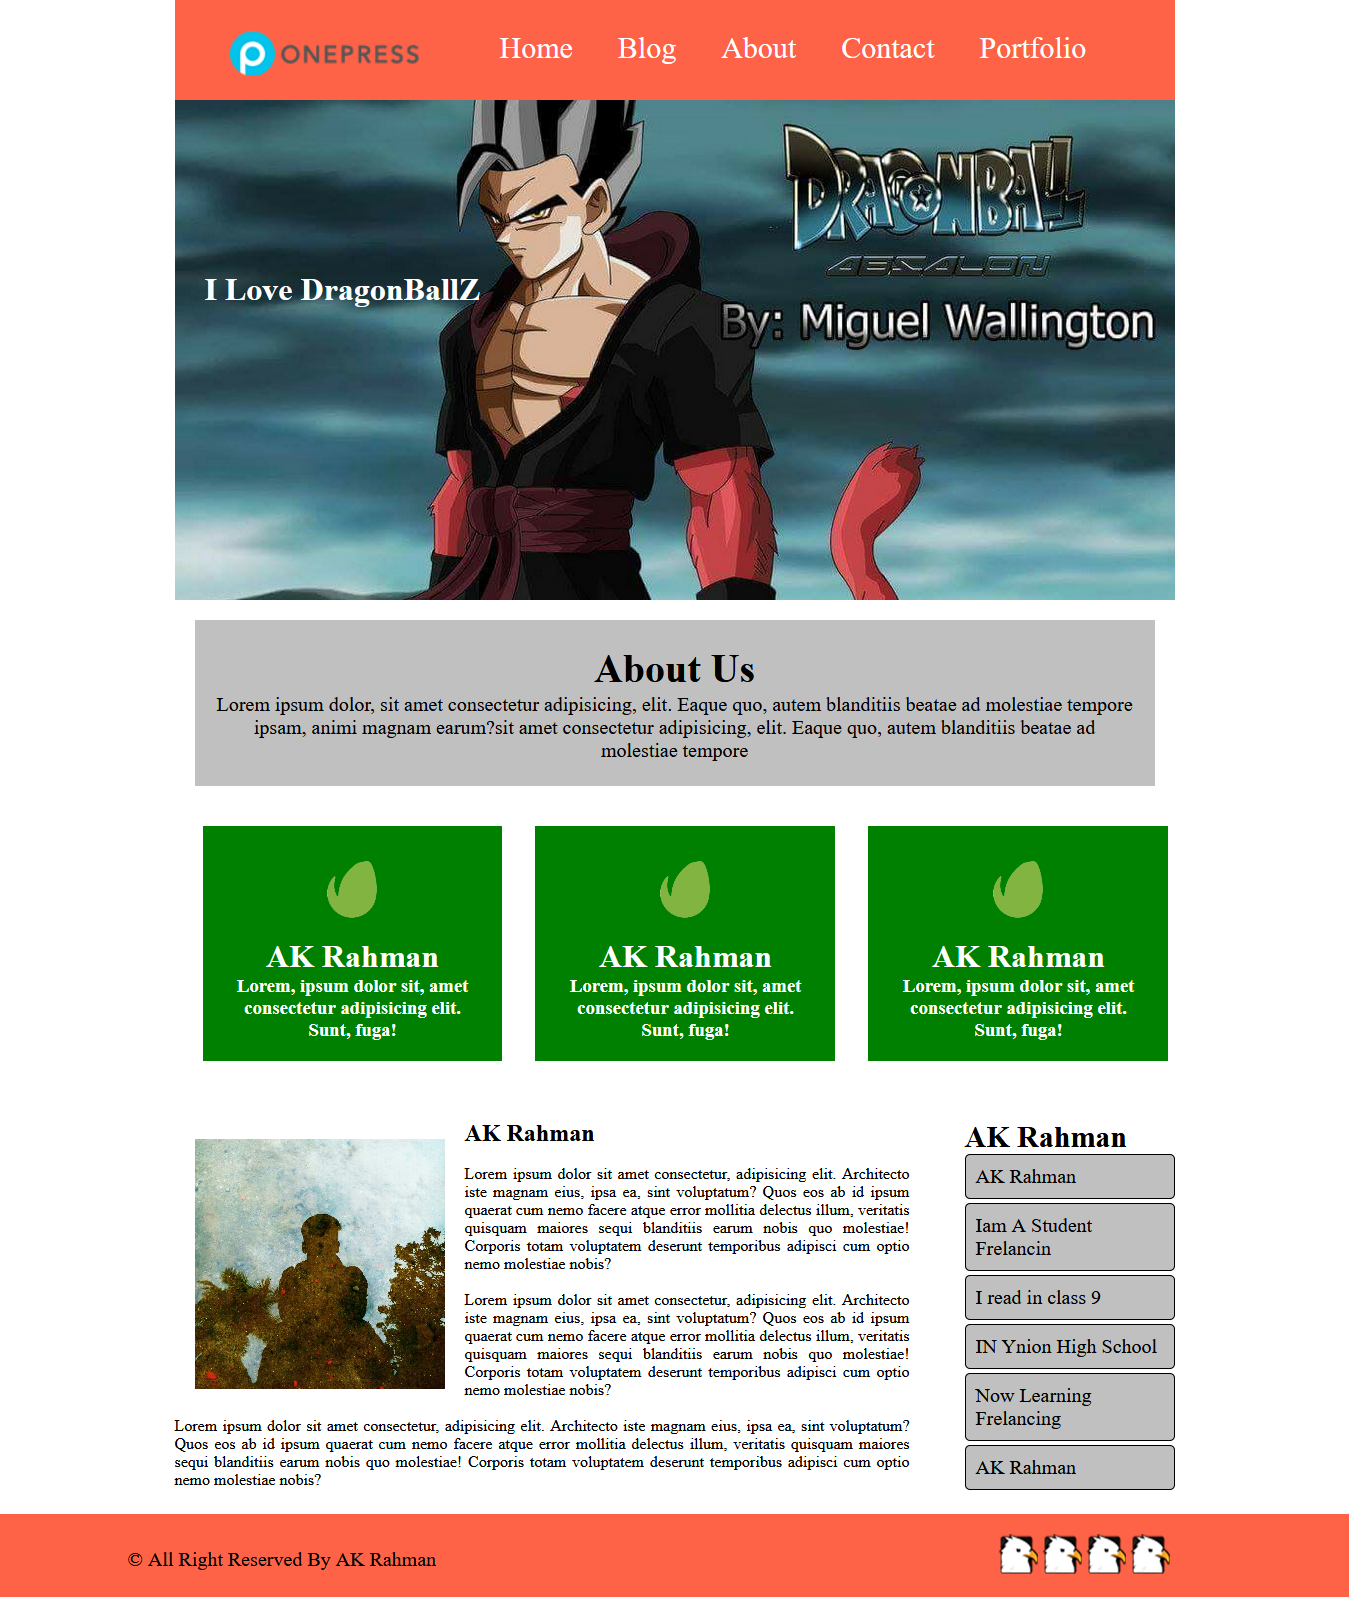 ONEPRESS
Home Blog About Contact Portfolio
DRAGONBALL
ABSALON
I Love DragonBallZ
By: Miguel Wallington
About Us
Lorem ipsum dolor, sit amet consectetur adipisicing, elit. Eaque quo, autem blanditiis beatae ad molestiae tempore
ipsam, animi magnam earum?sit amet consectetur adipisicing, elit. Eaque quo, autem blanditiis beatae ad
molestiae tempore
AK Rahman
Lorem, ipsum dolor sit, amet
consectetur adipisicing elit.
Sunt, fuga!
AK Rahman
Lorem, ipsum dolor sit, amet
consectetur adipisicing elit.
Sunt, fuga!
AK Rahman
Lorem, ipsum dolor sit, amet
consectetur adipisicing elit.
Sunt, fuga!
AK Rahman
Lorem ipsum dolor sit amet consectetur, adipisicing elit. Architecto
iste magnam eius, ipsa ea, sint voluptatum? Quos eos ab id ipsum
quaerat cum nemo facere atque error mollitia delectus illum, veritatis
quisquam maiores sequi blanditiis earum nobis quo molestiae!
Corporis totam voluptatem deserunt temporibus adipisci cum optio
nemo molestiae nobis?
Lorem ipsum dolor sit amet consectetur, adipisicing elit. Architecto
iste magnam eius, ipsa ea, sint voluptatum? Quos eos ab id ipsum
quaerat cum nemo facere atque error mollitia delectus illum, veritatis
quisquam maiores sequi blanditiis earum nobis quo molestiae!
Corporis totam voluptatem deserunt temporibus adipisci cum optio
nemo molestiae nobis?
Lorem ipsum dolor sit amet consectetur, adipisicing elit. Architecto iste magnam eius, ipsa ea, sint voluptatum?
Quos eos ab id ipsum quaerat cum nemo facere atque error mollitia delectus illum, veritatis quisquam maiores
sequi blanditiis earum nobis quo molestiae! Corporis totam voluptatem deserunt temporibus adipisci cum optio
nemo molestiae nobis?
AK Rahman
AK Rahman
Iam A Student
Frelancin
I read in class 9
IN Ynion High School
Now Learning
Frelancing
AK Rahman
© All Right Reserved By AK Rahman